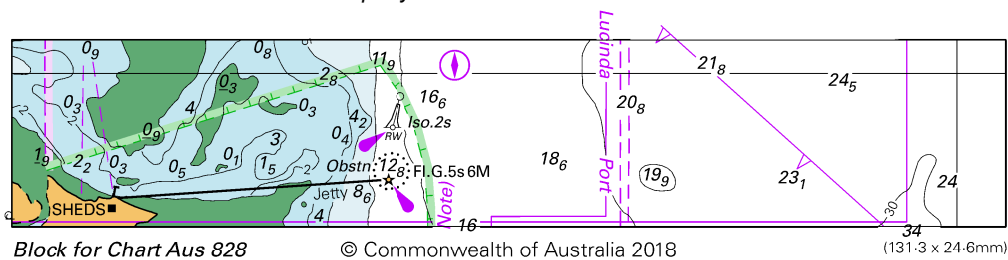 Lucinda
Port
0₉
0₈
11₉
2₈
0₃
0₃
0₃
4
0₉
4₂
0₄
16₆
Iso.2s
RW
21₈
24₅
20₈
1₉
2₂
0₃
0₅
0₁
3
1₅
Obstn
12₈
Fl.G.5s 6M
18₆
19₉
23₁
24
30
34
SHEDS
Jetty
8₆
4
Note)
16
2
2
Block for Chart Aus 828
© Commonwealth of Australia 2018
(131·3 x 24·6mm)